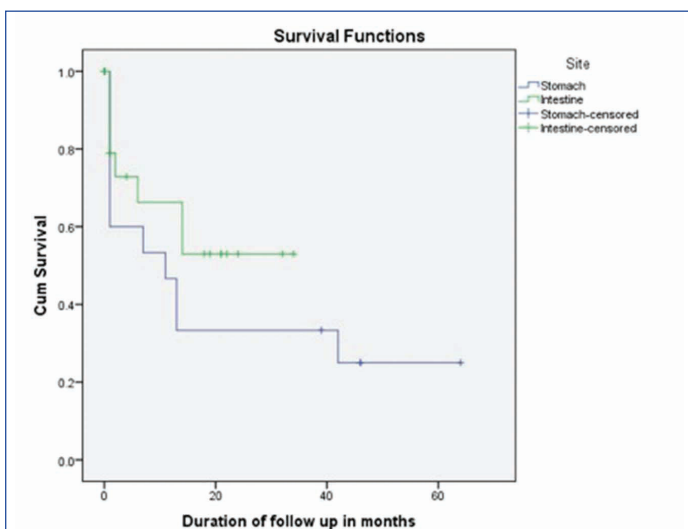 Survival Functions
Site
Stomach
Intestine
Stomach-censored
Intestine-censored
Cum Survival
1.0
0.8
0.6
0.4
0.2
0.0
0
20
40
60
Duration of follow up in months